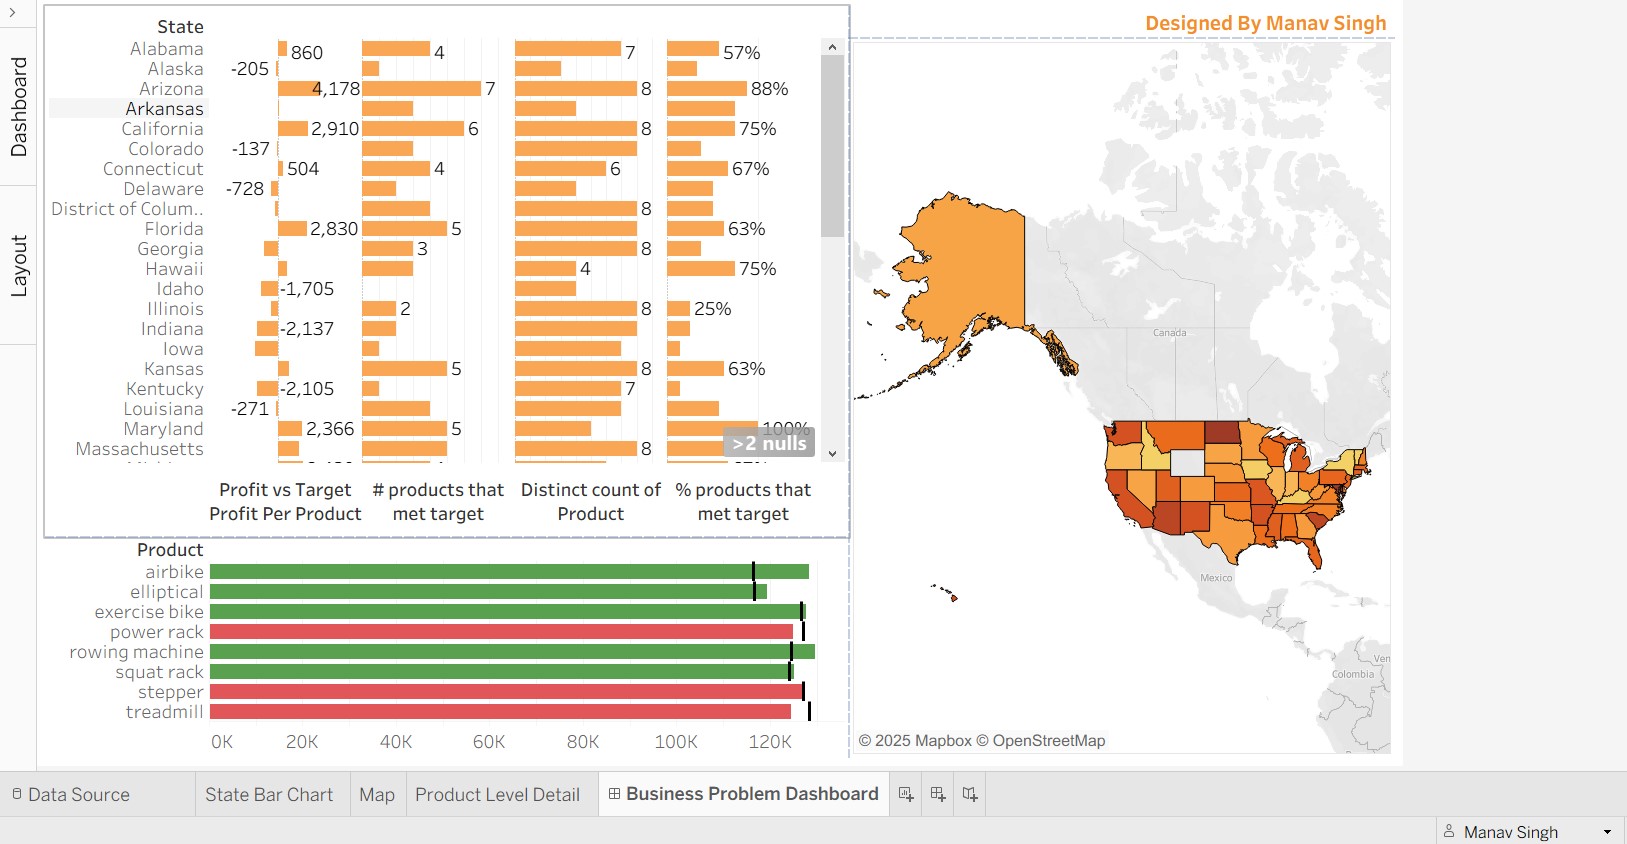 Dashboard
Layout
Designed By Manav Singh
State
Alabama 860 4 7 57%
Alaska -205
Arizona 4,178 7 8 88%
Arkansas
California 2,910 6 8 75%
Colorado -137
Connecticut 504 4 6 67%
Delaware -728
District of Colum.. 8
Florida 2,830 5 8 63%
Georgia 3 8
Hawaii 4 75%
Idaho -1,705
Illinois 2 8 25%
Indiana -2,137
Iowa
Kansas 5 8 63%
Kentucky -2,105 7
Louisiana -271
Maryland 2,366 5 100%
Massachusetts 8
>2 nulls
Profit vs Target
Profit Per Product
# products that
met target
Distinct count of
Product
% products that
met target
Product
airbike
elliptical
exercise bike
power rack
rowing machine
squat rack
stepper
treadmill
0K 20K 40K 60K 80K 100K 120K
Canada
Mexico
Ven
Colombia
© 2025 Mapbox © OpenStreetMap
Data Source State Bar Chart Map Product Level Detail Business Problem Dashboard
Manav Singh